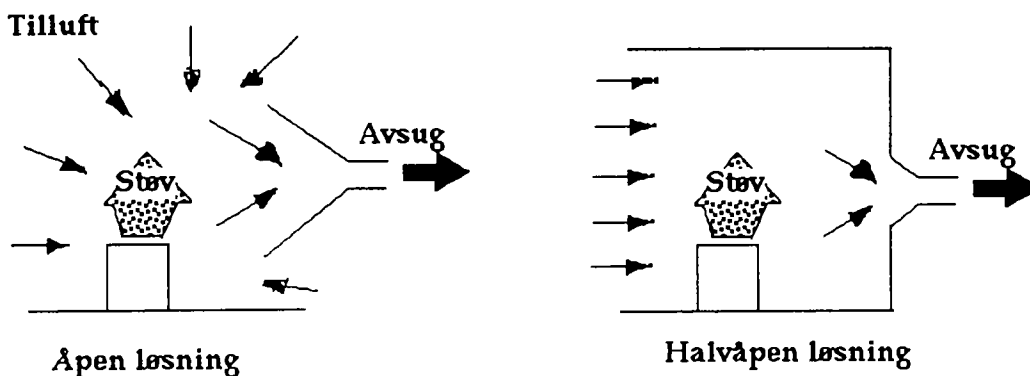 Tilluft
Avsug
Støv
Åpen løsning
Avsug
Støv
Halvåpen løsning